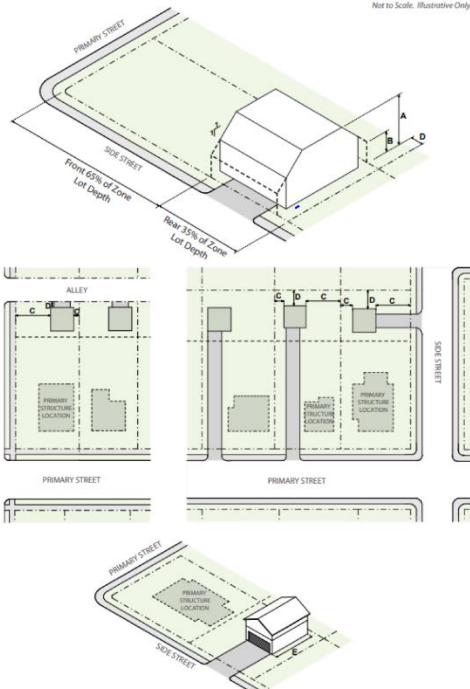 Not to Scale. Illustrative Only
PRIMARY STREET
A
B
D
SIDE STREET
Front 65% of Zone
Lot Depth
Rear 35% of Zone
Lot Depth
ALLEY
C
D
C
PRIMARY
STRUCTURE
LOCATION
PRIMARY STREET
C
D
C
C
D
C
SIDE STREET
PRIMARY
STRUCTURE
LOCATION
PRIMARY
STRUCTURE
LOCATION
PRIMARY STREET
PRIMARY STREET
PRIMARY
STRUCTURE
LOCATION
SIDE STREET
E